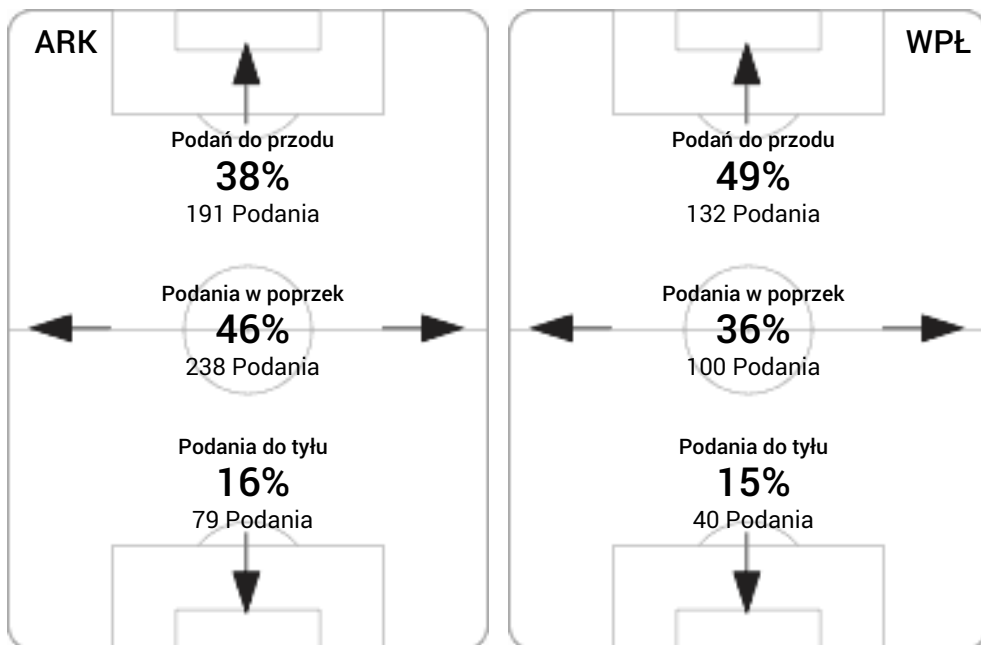 ARK
Podań do przodu
38%
191 Podania
Podania w poprzek
46%
238 Podania
Podania do tyłu
16%
79 Podania
WPŁ
Podań do przodu
49%
132 Podania
Podania w poprzek
36%
100 Podania
Podania do tyłu
15%
40 Podania